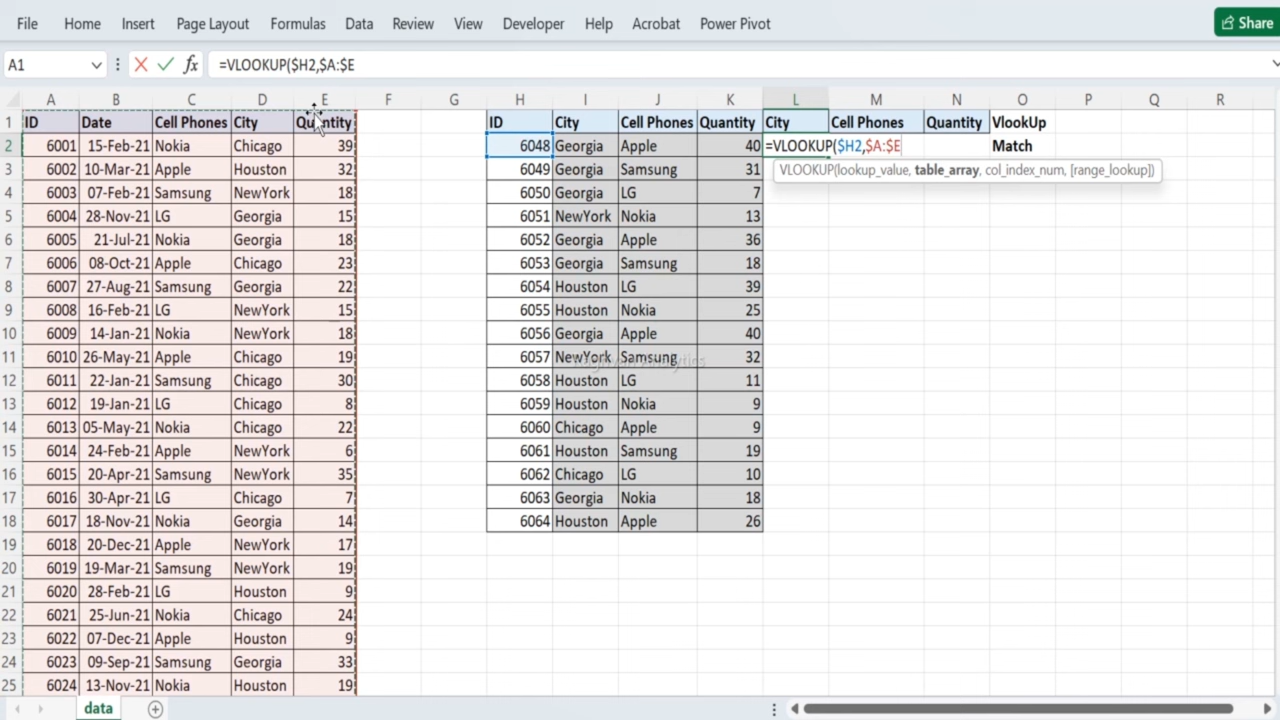 File Home Insert Page Layout Formulas Data Review View Developer Help Acrobat Power Pivot Share
A1 fx =VLOOKUP($H2,$A:$E
A B C D E F G H I J K L M N O P Q R
1 ID Date Cell Phones City Quantity ID City Cell Phones Quantity City Cell Phones Quantity VlookUp
2 6001 15-Feb-21 Nokia Chicago 39 6048 Georgia Apple 40 =VLOOKUP($H2,$A:$E Match
3 6002 10-Mar-21 Apple Houston 32 6049 Georgia Samsung 31 VLOOKUP(lookup_value, table_array, col_index_num, [range_lookup])
4 6003 07-Feb-21 Samsung NewYork 18 6050 Georgia LG 7
5 6004 28-Nov-21 LG Georgia 15 6051 NewYork Nokia 13
6 6005 21-Jul-21 Nokia Georgia 18 6052 Georgia Apple 36
7 6006 08-Oct-21 Apple Chicago 23 6053 Georgia Samsung 18
8 6007 27-Aug-21 Samsung Georgia 22 6054 Houston LG 39
9 6008 16-Feb-21 LG NewYork 15 6055 Houston Nokia 25
10 6009 14-Jan-21 Nokia NewYork 18 6056 Georgia Apple 40
11 6010 26-May-21 Apple Chicago 19 6057 NewYork Samsung 32
12 6011 22-Jan-21 Samsung Chicago 30 6058 Houston LG 11
13 6012 19-Jan-21 LG Chicago 8 6059 Houston Nokia 9
14 6013 05-May-21 Nokia Chicago 22 6060 Chicago Apple 9
15 6014 24-Feb-21 Apple NewYork 6 6061 Houston Samsung 19
16 6015 20-Apr-21 Samsung NewYork 35 6062 Chicago LG 10
17 6016 30-Apr-21 LG Chicago 7 6063 Georgia Nokia 18
18 6017 18-Nov-21 Nokia Georgia 14 6064 Houston Apple 26
19 6018 20-Dec-21 Apple NewYork 17
20 6019 19-Mar-21 Samsung NewYork 19
21 6020 28-Feb-21 LG Houston 9
22 6021 25-Jun-21 Nokia Chicago 24
23 6022 07-Dec-21 Apple Houston 9
24 6023 09-Sep-21 Samsung Georgia 33
25 6024 13-Nov-21 Nokia Houston 19
data